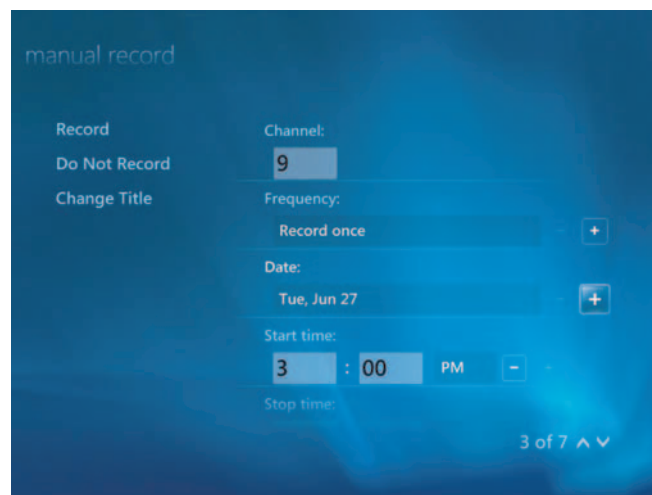 manual record
Record
Do Not Record
Change Title
Channel:
9
Frequency:
Record once
- +
Date:
Tue, Jun 27
- +
Start time:
3 : 00 PM - +
Stop time:
3 of 7